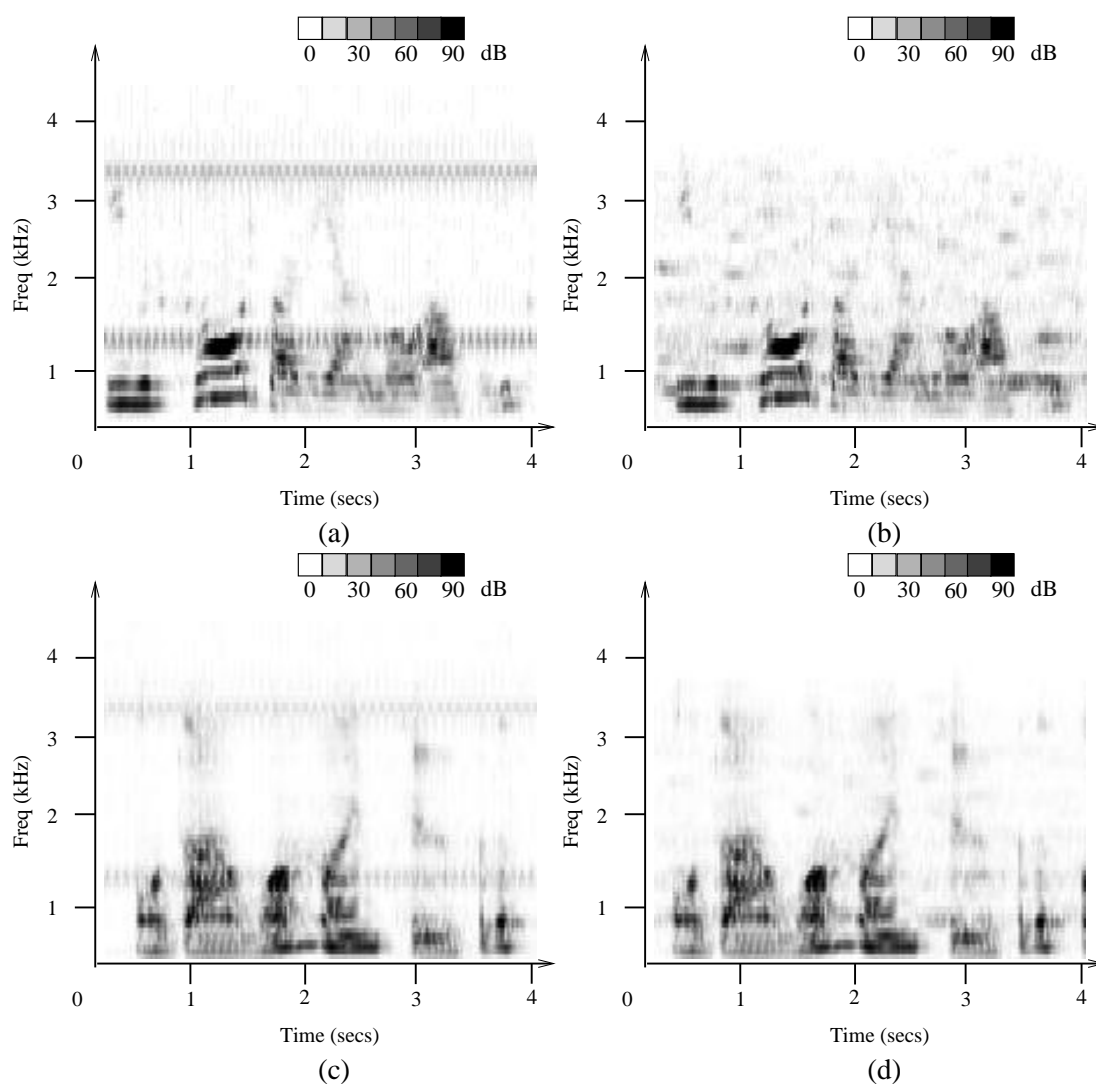 0 30 60 90 dB
4
3
2
1
Freq (kHz)
0 1 2 3 4
Time (secs)
(a)
0 30 60 90 dB
4
3
2
1
Freq (kHz)
0 1 2 3 4
Time (secs)
(b)
0 30 60 90 dB
4
3
2
1
Freq (kHz)
0 1 2 3 4
Time (secs)
(c)
0 30 60 90 dB
4
3
2
1
Freq (kHz)
0 1 2 3 4
Time (secs)
(d)